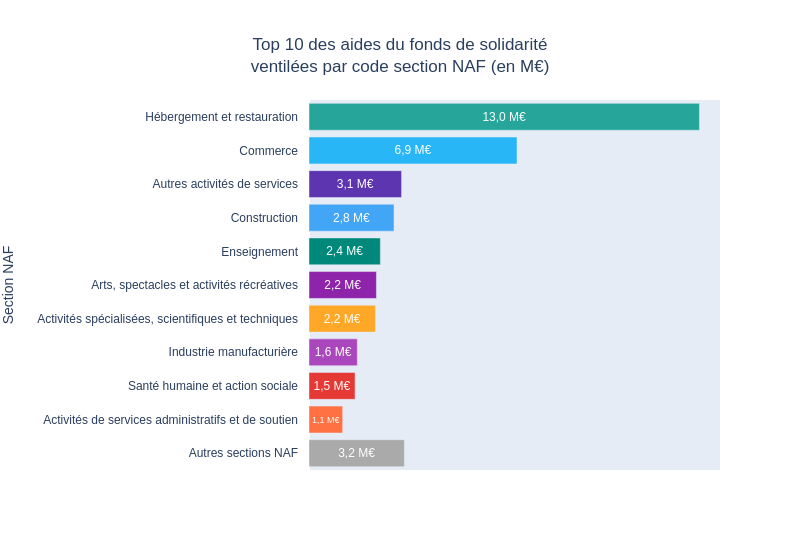 Top 10 des aides du fonds de solidarité
ventilées par code section NAF (en M€)
Section NAF
Hébergement et restauration 13,0 M€
Commerce 6,9 M€
Autres activités de services 3,1 M€
Construction 2,8 M€
Enseignement 2,4 M€
Arts, spectacles et activités récréatives 2,2 M€
Activités spécialisées, scientifiques et techniques 2,2 M€
Industrie manufacturière 1,6 M€
Santé humaine et action sociale 1,5 M€
Activités de services administratifs et de soutien 1,1 M€
Autres sections NAF 3,2 M€